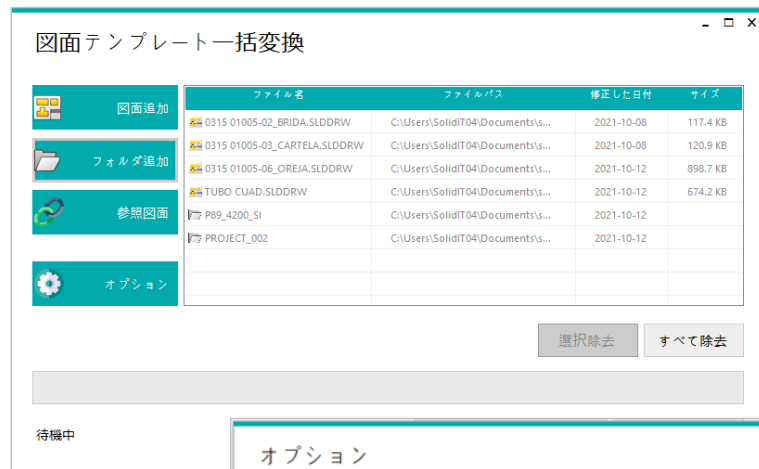 図面テンプレート一括変換
図面追加
フォルダ追加
参照図面
オプション
ファイル名 ファイルパス 修正した日付 サイズ
0315 01005-02_BRIDA.SLDDRW C:\Users\SolidIT04\Documents\s... 2021-10-08 117.4 KB
0315 01005-03_CARTELA.SLDDRW C:\Users\SolidIT04\Documents\s... 2021-10-08 120.9 KB
0315 01005-06_OREJA.SLDDRW C:\Users\SolidIT04\Documents\s... 2021-10-12 898.7 KB
TUBO CUAD.SLDDRW C:\Users\SolidIT04\Documents\s... 2021-10-12 674.2 KB
P89_4200_SI C:\Users\SolidIT04\Documents\s... 2021-10-12
PROJECT_002 C:\Users\SolidIT04\Documents\s... 2021-10-12
選択除去 すべて除去
待機中
オプション